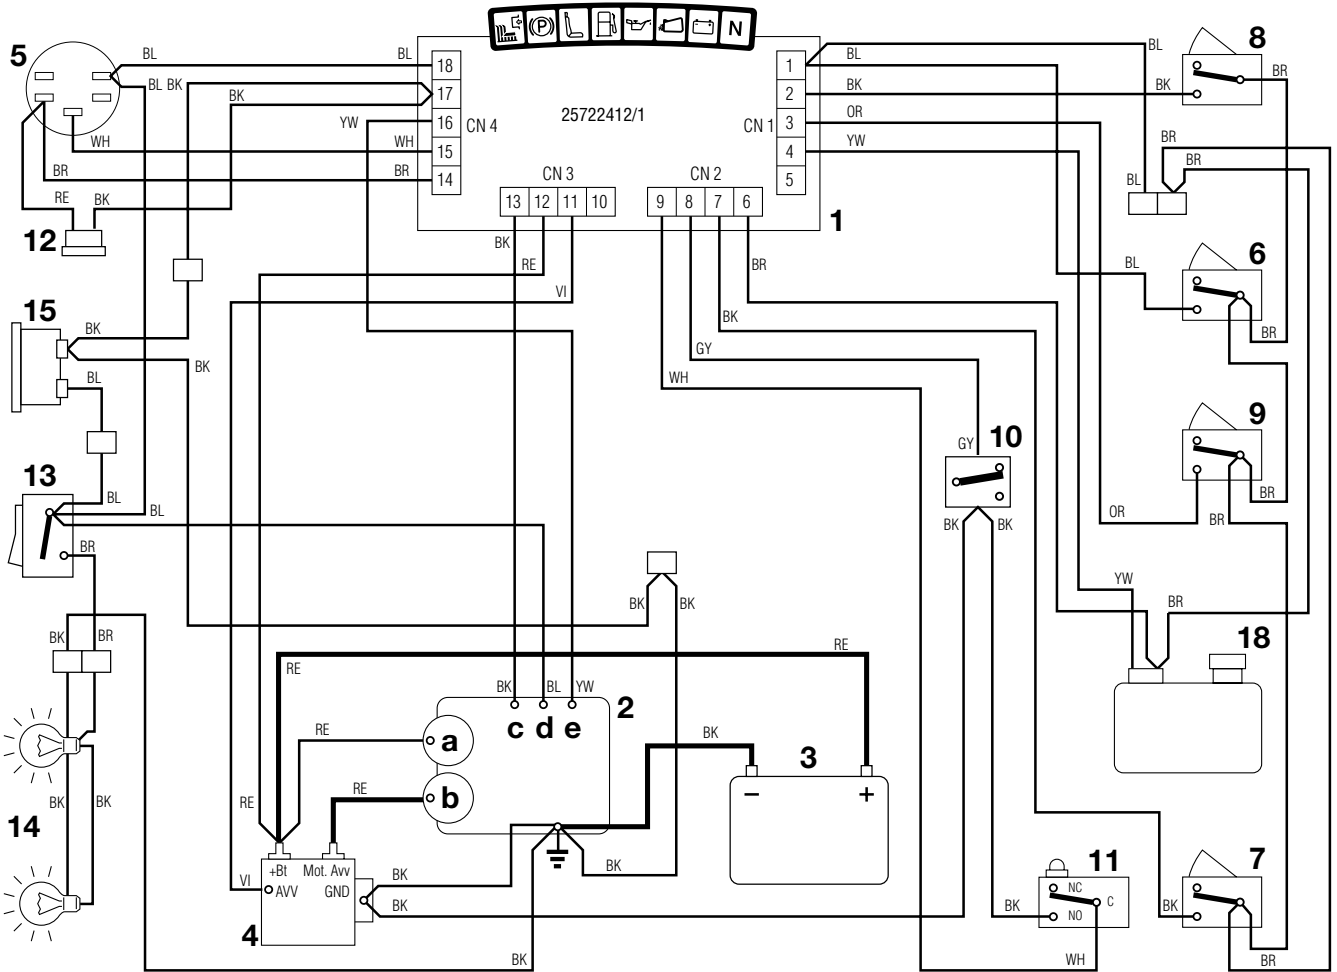 P N
5
BL
BL
BL
8
BR
BL BK
BK
18
17
16
15
14
CN 4
25722412/1
CN 1
1
2
3
4
5
BL
BK
BK
OR
YW
YW
WH
WH
BR
BR
BR
BR
CN 3
13 12 11 10
CN 2
9 8 7 6
1
BL
RE
BK
12
BK
RE
VI
BR
6
BL
BR
15
BK
BK
BL
BK
GY
WH
9
BR
BR
OR
13
BL
BL
BR
GY
10
BK
BK
BK
BK
YW
BR
18
BK
BR
RE
RE
BK
BL
YW
c d e
2
RE
a
RE
b
BK
3
− +
BK
BK
14
RE
VI
+Bt
Mot. Avv
AVV
GND
4
BK
BK
BK
BK
11
NC
C
NO
BK
WH
7
BK
BR